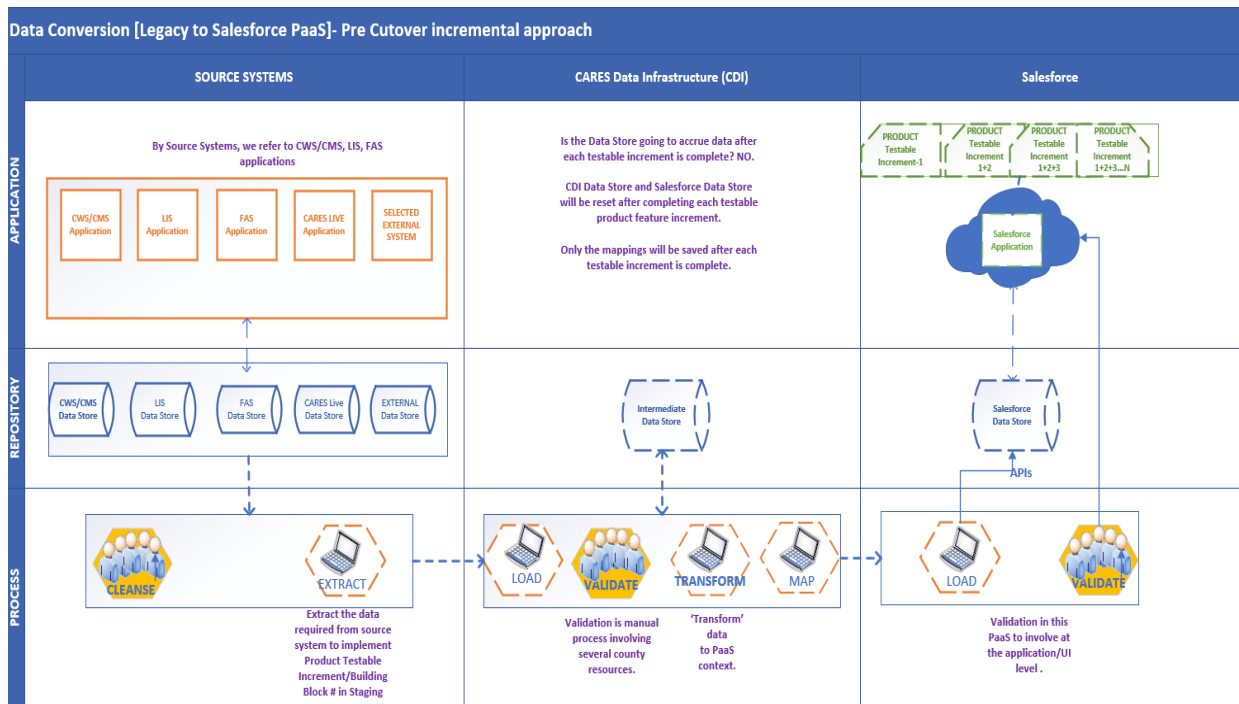 Data Conversion [Legacy to Salesforce PaaS]- Pre Cutover incremental approach
SOURCE SYSTEMS
CARES Data Infrastructure (CDI)
Salesforce
APPLICATION
By Source Systems, we refer to CWS/CMS, LIS, FAS
applications
CWS/CMS
Application
LIS
Application
FAS
Application
CARES LIVE
Application
SELECTED
EXTERNAL
SYSTEM
Is the Data Store going to accrue data after
each testable increment is complete? NO.
CDI Data Store and Salesforce Data Store
will be reset after completing each testable
product feature increment.
Only the mappings will be saved after each
testable increment is complete.
PRODUCT
Testable
Increment-1
PRODUCT
Testable
Increment
1+2
PRODUCT
Testable
Increment
1+2+3
PRODUCT
Testable
Increment
1+2+3...N
Salesforce
Application
REPOSITORY
CWS/CMS
Data Store
LIS
Data Store
FAS
Data Store
CARES Live
Data Store
EXTERNAL
Data Store
Intermediate
Data Store
Salesforce
Data Store
APIs
PROCESS
CLEANSE
EXTRACT
Extract the data
required from source
system to implement
Product Testable
Increment/Building
Block # in Staging
LOAD
VALIDATE
TRANSFORM
MAP
Validation is manual
process involving
several county
resources.
'Transform'
data
to PaaS
context.
LOAD
VALIDATE
Validation in this
PaaS to involve at
the application/UI
level .